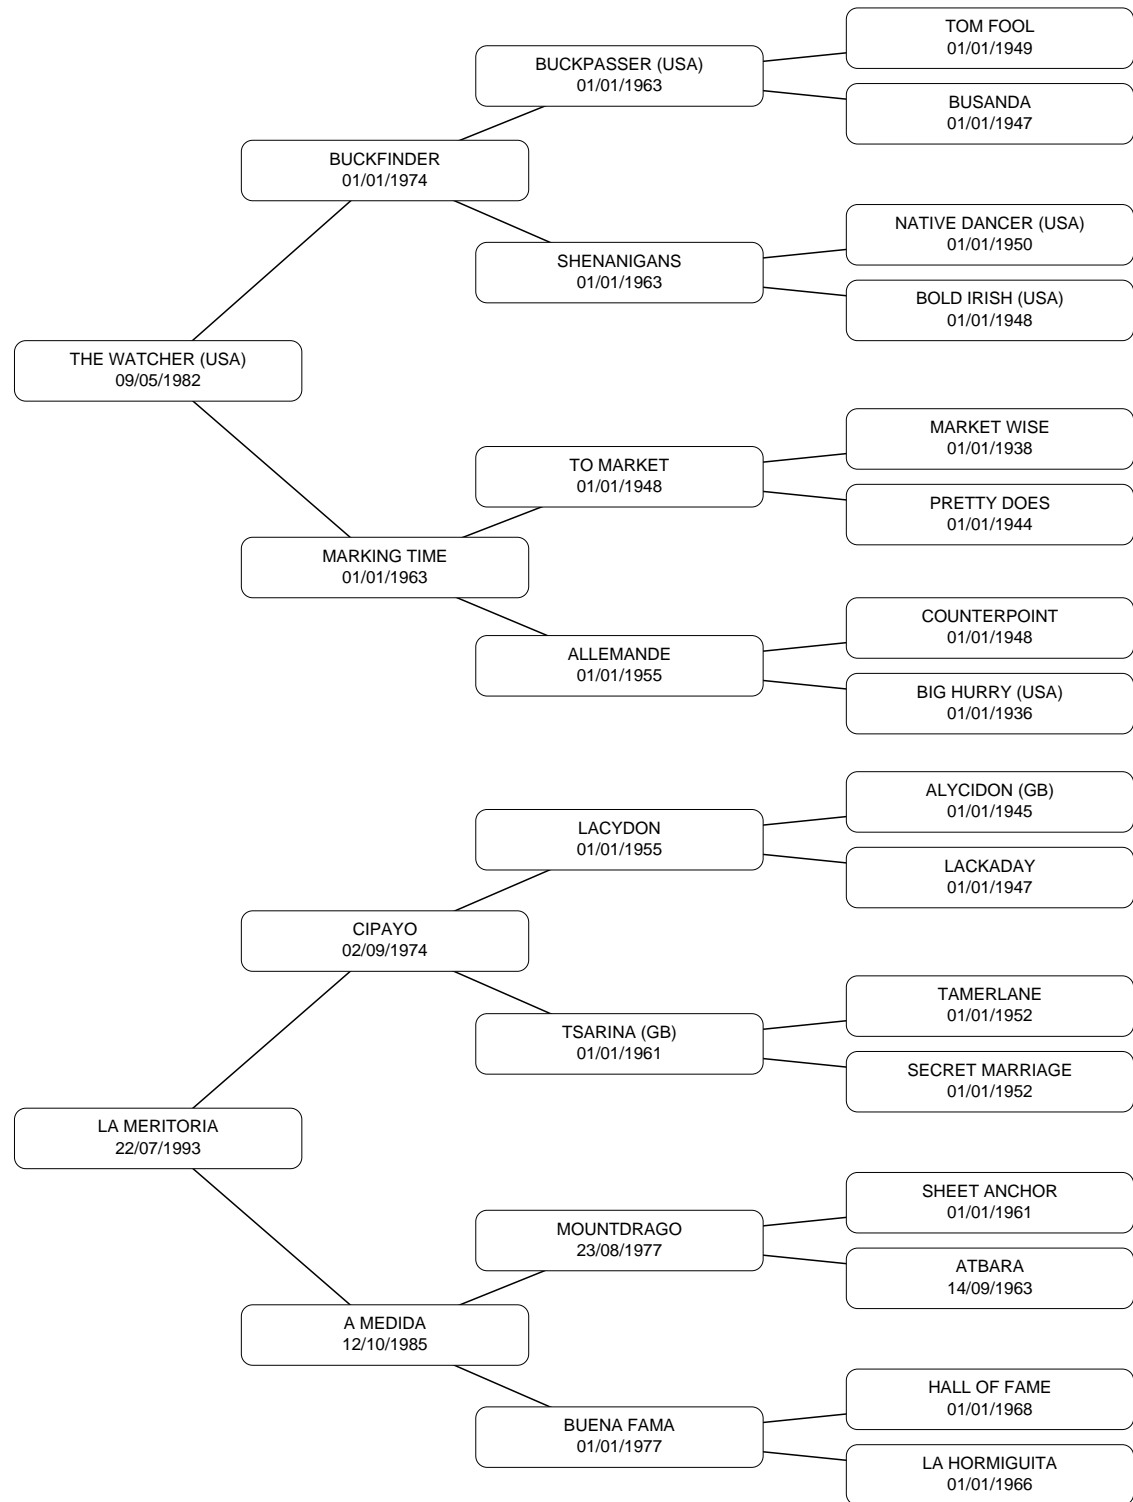 TOM FOOL
01/01/1949
BUCKPASSER (USA)
01/01/1963
BUSANDA
01/01/1947
BUCKFINDER
01/01/1974
NATIVE DANCER (USA)
01/01/1950
SHENANIGANS
01/01/1963
BOLD IRISH (USA)
01/01/1948
THE WATCHER (USA)
09/05/1982
MARKET WISE
01/01/1938
TO MARKET
01/01/1948
PRETTY DOES
01/01/1944
MARKING TIME
01/01/1963
COUNTERPOINT
01/01/1948
ALLEMANDE
01/01/1955
BIG HURRY (USA)
01/01/1936
ALYCIDON (GB)
01/01/1945
LACYDON
01/01/1955
LACKADAY
01/01/1947
CIPAYO
02/09/1974
TAMERLANE
01/01/1952
TSARINA (GB)
01/01/1961
SECRET MARRIAGE
01/01/1952
LA MERITORIA
22/07/1993
SHEET ANCHOR
01/01/1961
MOUNTDRAGO
23/08/1977
ATBARA
14/09/1963
A MEDIDA
12/10/1985
HALL OF FAME
01/01/1968
BUENA FAMA
01/01/1977
LA HORMIGUITA
01/01/1966